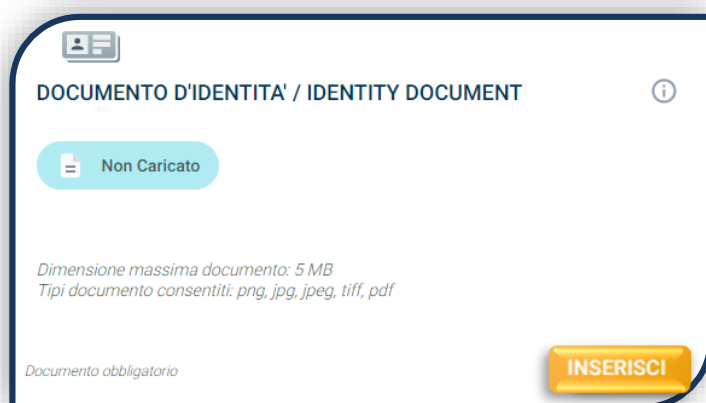 DOCUMENTO D'IDENTITA' / IDENTITY DOCUMENT
Non Caricato
Dimensione massima documento: 5 MB
Tipi documento consentiti: png, jpg, jpeg, tiff, pdf
Documento obbligatorio
INSERISCI